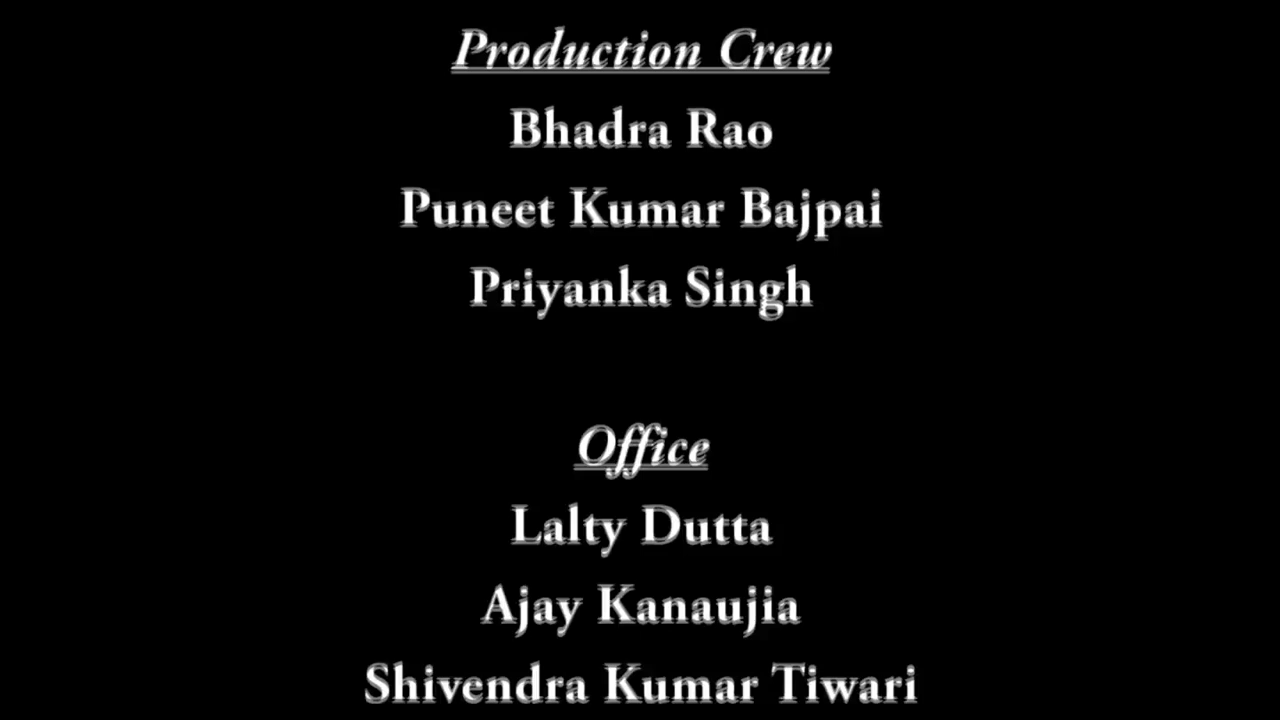 Production Crew
Bhadra Rao
Puneet Kumar Bajpai
Priyanka Singh
Office
Lalty Dutta
Ajay Kanaujia
Shivendra Kumar Tiwari